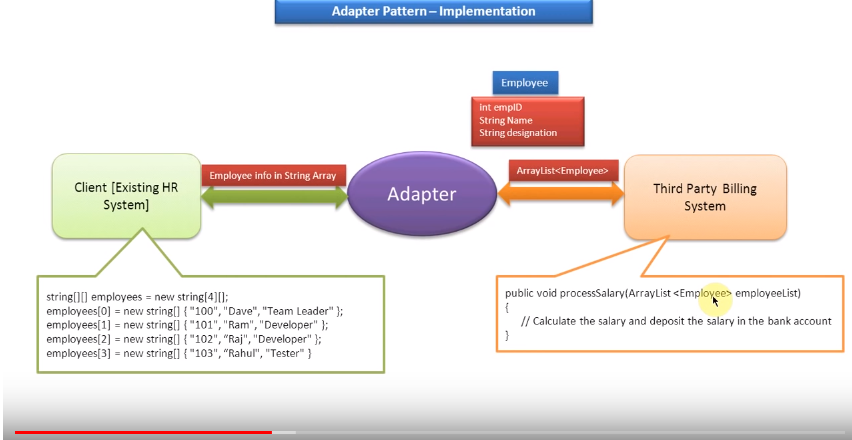 Adapter Pattern – Implementation
Employee
int empID
String Name
String designation
Client [Existing HR
System]
Employee info in String Array
Adapter
ArrayList<Employee>
Third Party Billing
System
string[][] employees = new string[4][];
employees[0] = new string[] { "100", "Dave", "Team Leader" };
employees[1] = new string[] { "101", "Ram", "Developer" };
employees[2] = new string[] { "102", "Raj", "Developer" };
employees[3] = new string[] { "103", "Rahul", "Tester" }
public void processSalary(ArrayList <Employee> employeeList)
{
// Calculate the salary and deposit the salary in the bank account
}